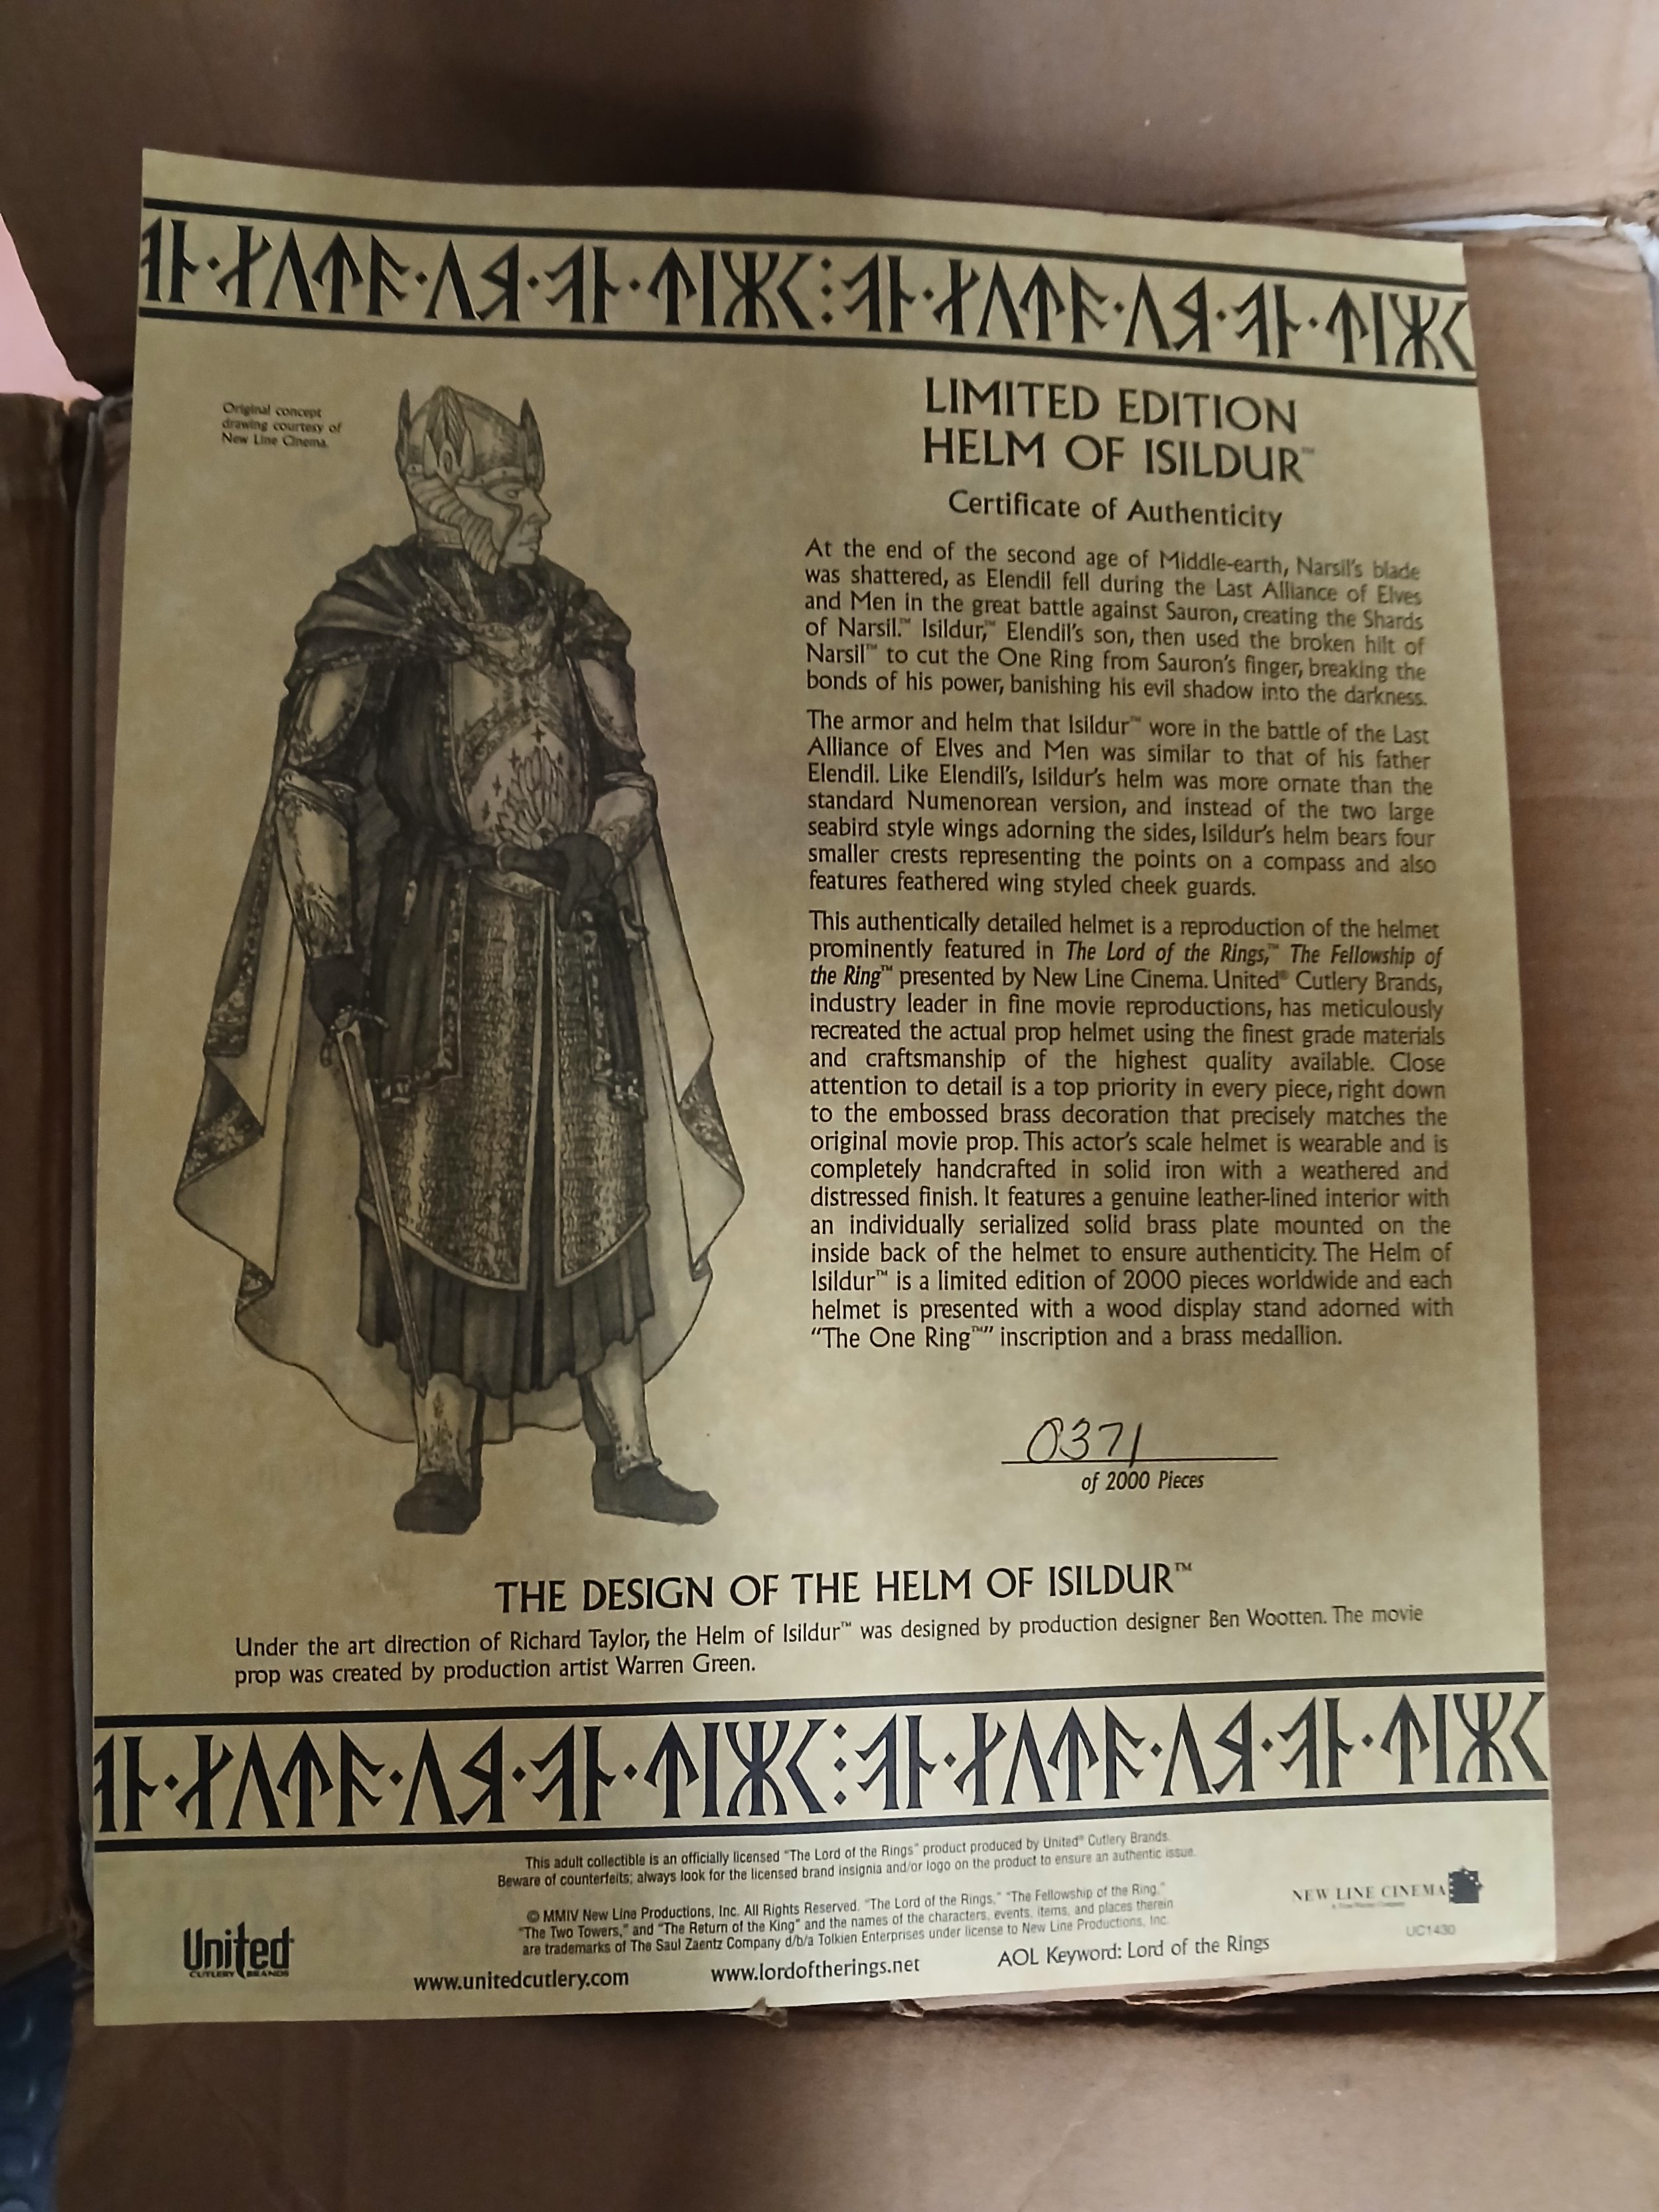 Original concept
drawing courtesy of
New Line Cinema.
LIMITED EDITION
HELM OF ISILDUR™
Certificate of Authenticity
At the end of the second age of Middle-earth, Narsil's blade
was shattered, as Elendil fell during the Last Alliance of Elves
and Men in the great battle against Sauron, creating the Shards
of Narsil.™ Isildur,™ Elendil's son, then used the broken hilt of
Narsil™ to cut the One Ring from Sauron's finger, breaking the
bonds of his power, banishing his evil shadow into the darkness.
The armor and helm that Isildur™ wore in the battle of the Last
Alliance of Elves and Men was similar to that of his father
Elendil. Like Elendil's, Isildur's helm was more ornate than the
standard Numenorean version, and instead of the two large
seabird style wings adorning the sides, Isildur's helm bears four
smaller crests representing the points on a compass and also
features feathered wing styled cheek guards.
This authentically detailed helmet is a reproduction of the helmet
prominently featured in The Lord of the Rings,™ The Fellowship of
the Ring™ presented by New Line Cinema. United® Cutlery Brands,
industry leader in fine movie reproductions, has meticulously
recreated the actual prop helmet using the finest grade materials
and craftsmanship of the highest quality available. Close
attention to detail is a top priority in every piece, right down
to the embossed brass decoration that precisely matches the
original movie prop. This actor's scale helmet is wearable and is
completely handcrafted in solid iron with a weathered and
distressed finish. It features a genuine leather-lined interior with
an individually serialized solid brass plate mounted on the
inside back of the helmet to ensure authenticity. The Helm of
Isildur™ is a limited edition of 2000 pieces worldwide and each
helmet is presented with a wood display stand adorned with
“The One Ring™” inscription and a brass medallion.
0371
of 2000 Pieces
THE DESIGN OF THE HELM OF ISILDUR™
Under the art direction of Richard Taylor, the Helm of Isildur™ was designed by production designer Ben Wootten. The movie
prop was created by production artist Warren Green.
This adult collectible is an officially licensed "The Lord of the Rings" product produced by United® Cutlery Brands.
Beware of counterfeits; always look for the licensed brand insignia and/or logo on the product to ensure an authentic issue.
© MMIV New Line Productions, Inc. All Rights Reserved. "The Lord of the Rings," "The Fellowship of the Ring,"
"The Two Towers," and "The Return of the King" and the names of the characters, events, items, and places therein
are trademarks of The Saul Zaentz Company d/b/a Tolkien Enterprises under license to New Line Productions, Inc.
United
CUTLERY BRANDS
www.unitedcutlery.com
www.lordoftherings.net
AOL Keyword: Lord of the Rings
NEW LINE CINEMA
A Time Warner Company
UC1430